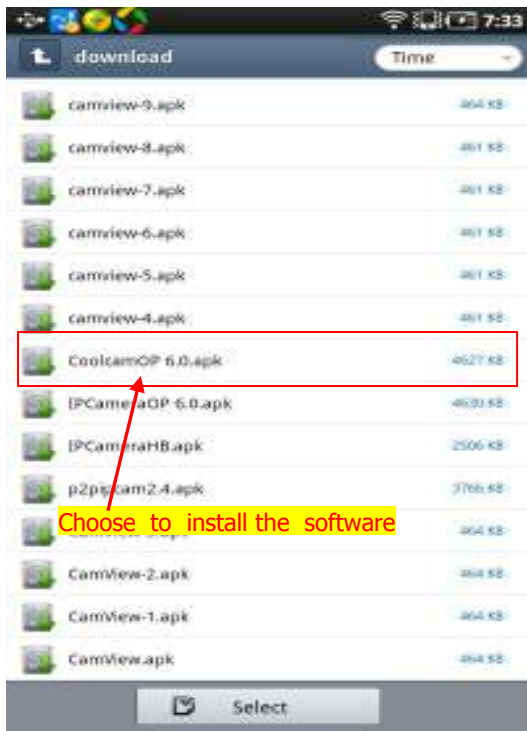 7:33
download
Time
camview-9.apk 464 KB
camview-8.apk 461 KB
camview-7.apk 461 KB
camview-6.apk 461 KB
camview-5.apk 461 KB
camview-4.apk 461 KB
CoolcamOP 6.0.apk 4627 KB
IPCameraOP 6.0.apk 4630 KB
IPCameraHB.apk 2506 KB
p2pipcam2.4.apk 3766 KB
Choose to install the software
464 KB
CamView-2.apk 464 KB
CamView-1.apk 464 KB
CamView.apk 464 KB
Select